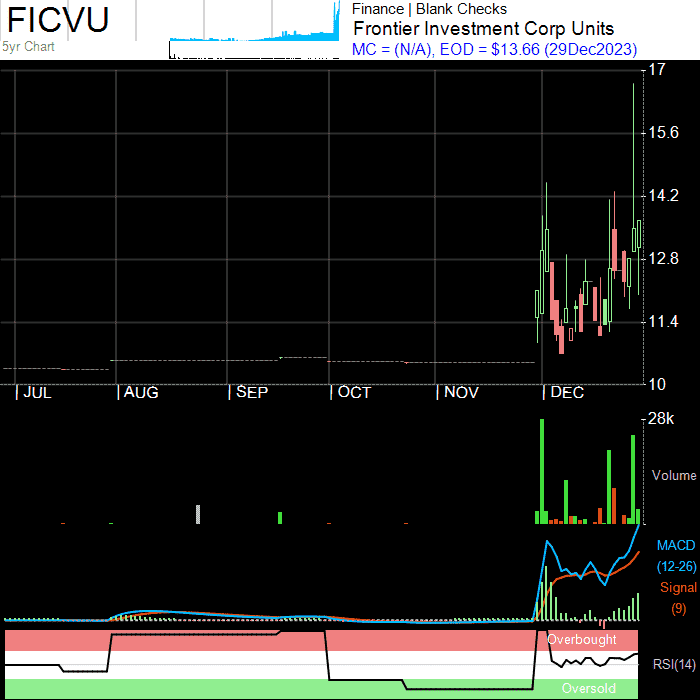 FICVU
5yr Chart
Finance | Blank Checks
Frontier Investment Corp Units
MC = (N/A), EOD = $13.66 (29Dec2023)
17
15.6
14.2
12.8
11.4
10
JUL AUG SEP OCT NOV DEC
28k
Volume
MACD
(12-26)
Signal
(9)
Overbought
RSI(14)
Oversold